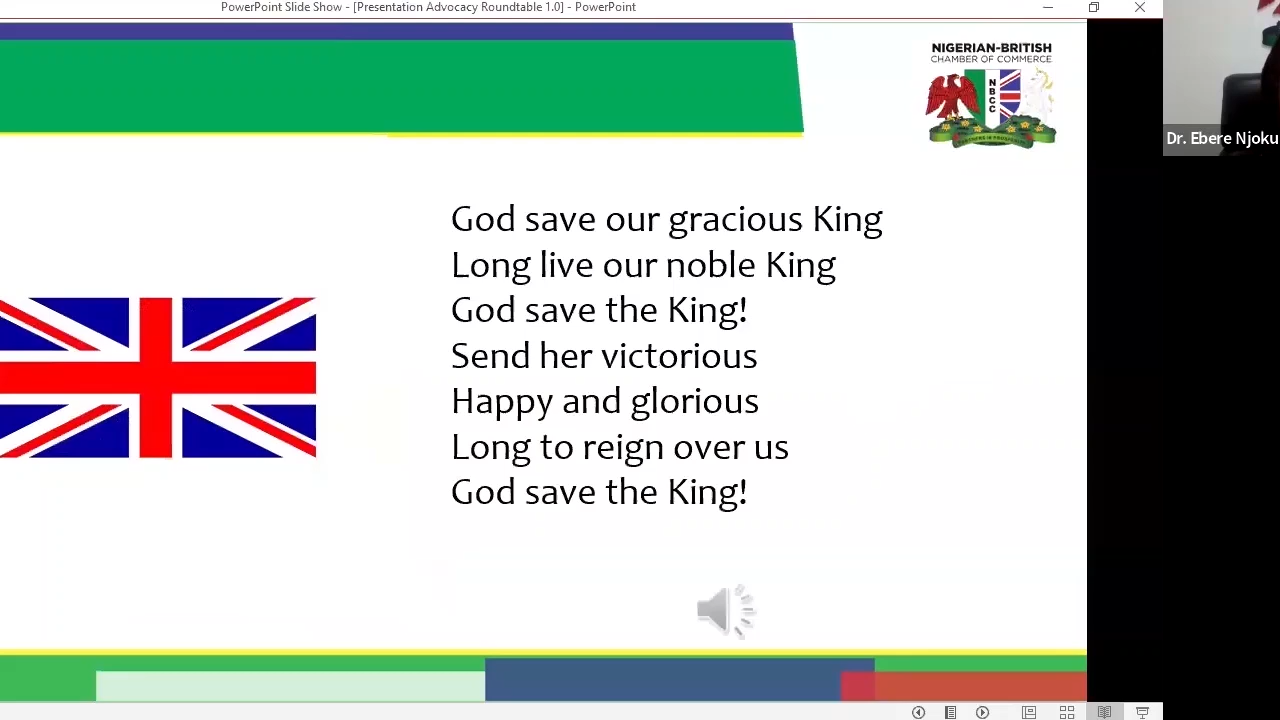 PowerPoint Slide Show - [Presentation Advocacy Roundtable 1.0] - PowerPoint
NIGERIAN-BRITISH
CHAMBER OF COMMERCE
N
B
C
C
Dr. Ebere Njoku
God save our gracious King
Long live our noble King
God save the King!
Send her victorious
Happy and glorious
Long to reign over us
God save the King!